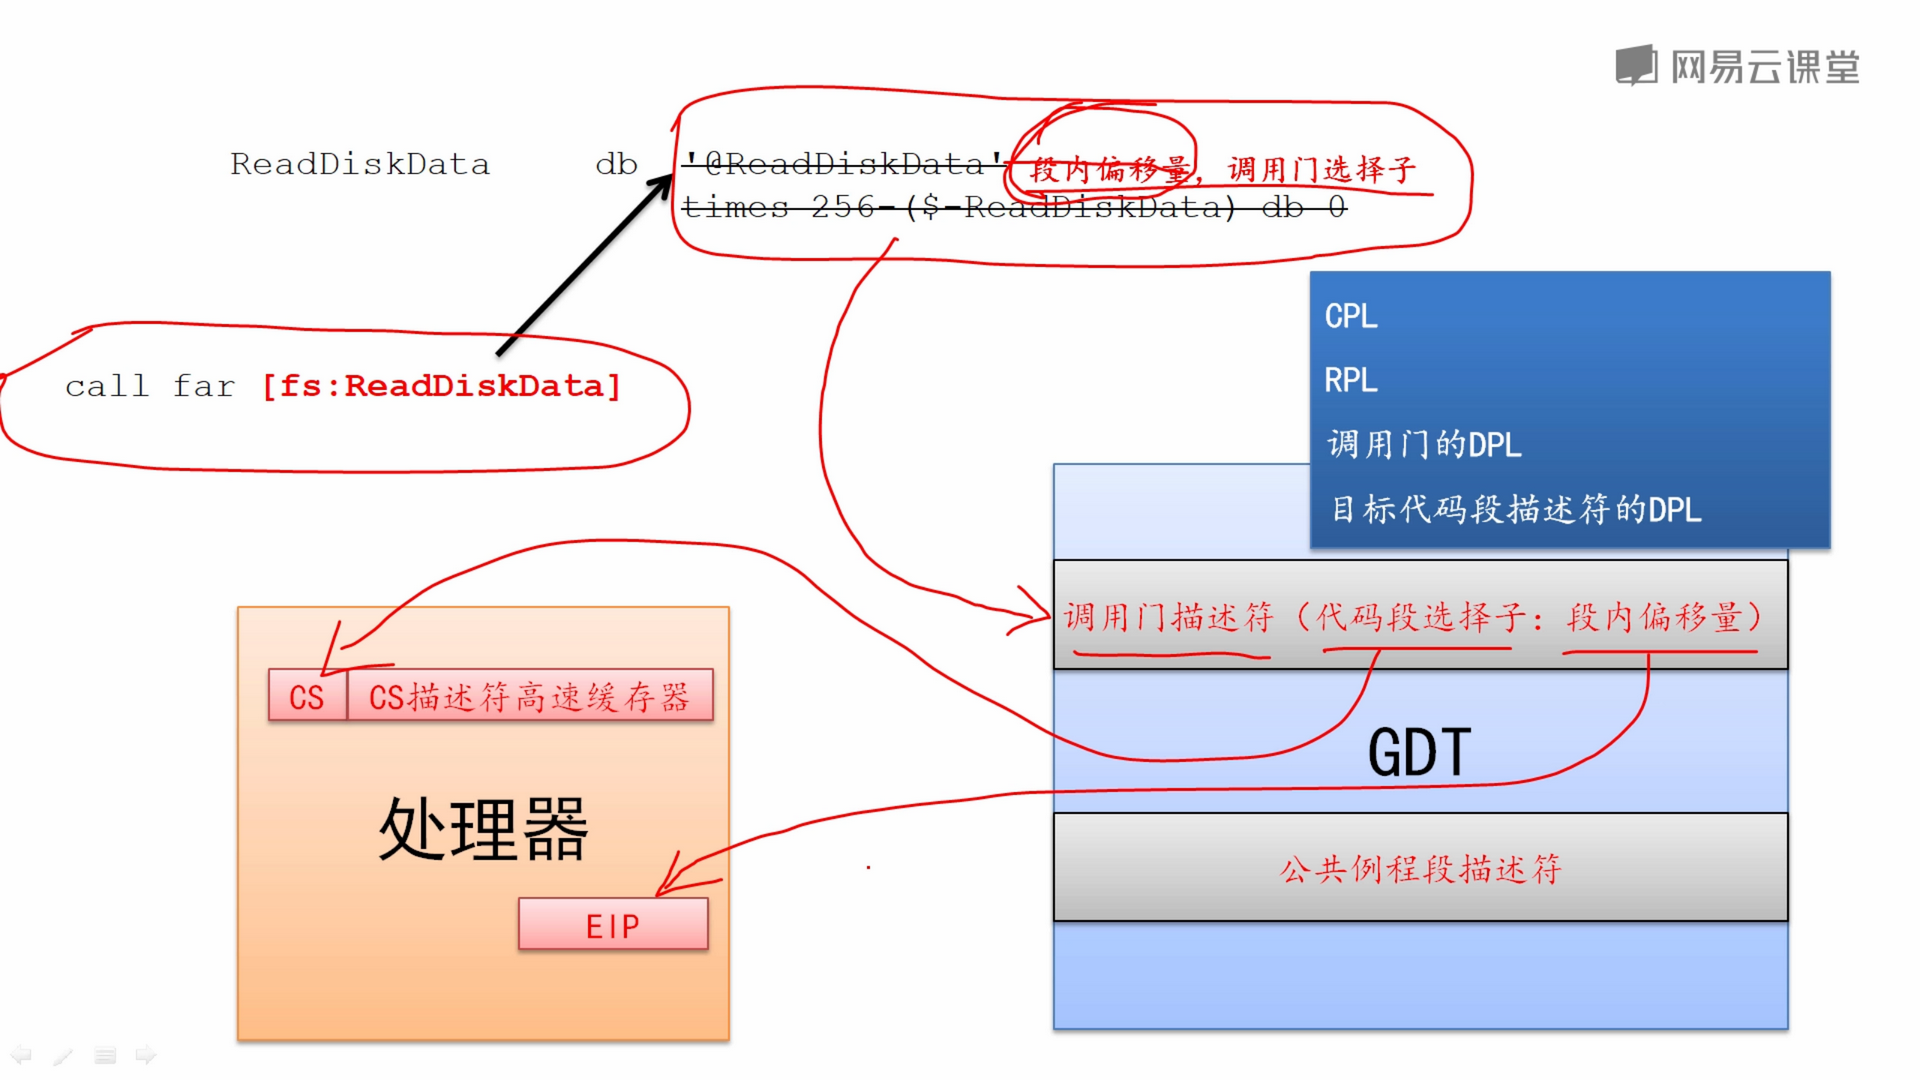 网易云课堂
ReadDiskData db '@ReadDiskData' 段内偏移量，调用门选择子
times 256-($-ReadDiskData) db 0
call far [fs:ReadDiskData]
CPL
RPL
调用门的DPL
目标代码段描述符的DPL
调用门描述符（代码段选择子：段内偏移量）
CS CS描述符高速缓存器
GDT
处理器
公共例程段描述符
EIP